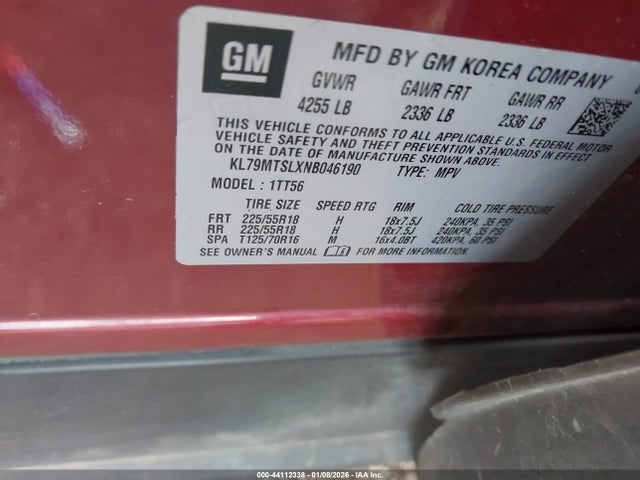 GM
MFD BY GM KOREA COMPANY
GVWR GAWR FRT GAWR RR
4255 LB 2336 LB 2336 LB
THIS VEHICLE CONFORMS TO ALL APPLICABLE U.S. FEDERAL MOTOR
VEHICLE SAFETY AND THEFT PREVENTION STANDARDS IN EFFECT ON
THE DATE OF MANUFACTURE SHOWN ABOVE.
KL79MTSLXNB046190 TYPE: MPV
MODEL : 1TT56
TIRE SIZE SPEED RTG RIM COLD TIRE PRESSURE
FRT 225/55R18 H 18x7.5J 240KPA, 35 PSI
RR 225/55R18 H 18x7.5J 240KPA, 35 PSI
SPA T125/70R16 M 16x4.0BT 420KPA, 60 PSI
SEE OWNER'S MANUAL FOR MORE INFORMATION.
000-44112338 - 01/08/2026 - IAA Inc.